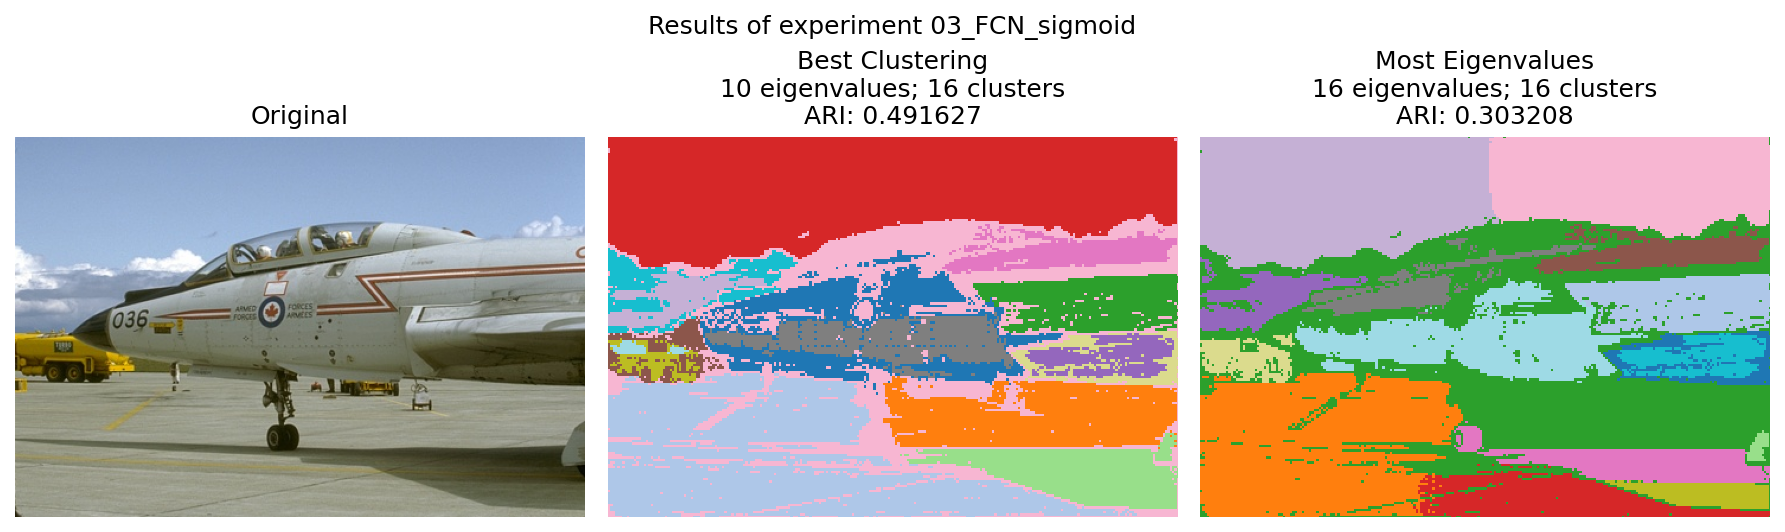 Results of experiment 03_FCN_sigmoid
Original
Best Clustering
10 eigenvalues; 16 clusters
ARI: 0.491627
Most Eigenvalues
16 eigenvalues; 16 clusters
ARI: 0.303208
036
ARMED
FORCES
FORCED
ARMÉES